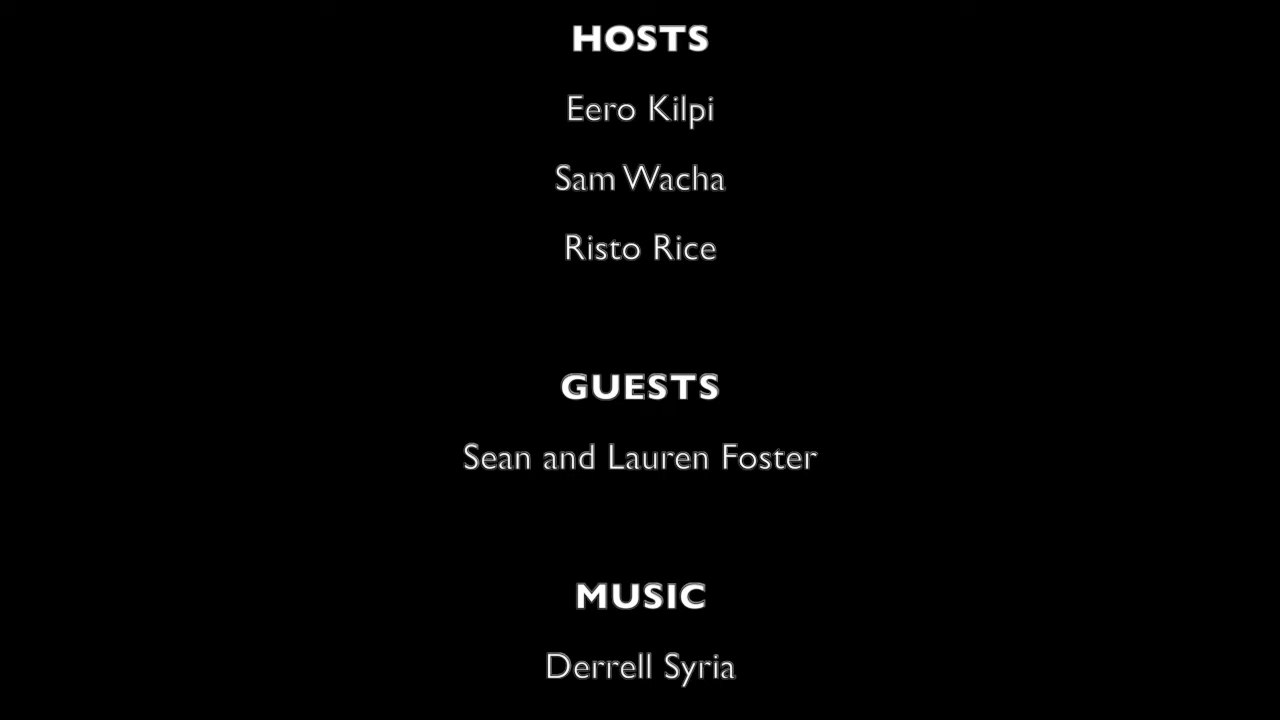 HOSTS
Eero Kilpi
Sam Wacha
Risto Rice
GUESTS
Sean and Lauren Foster
MUSIC
Derrell Syria